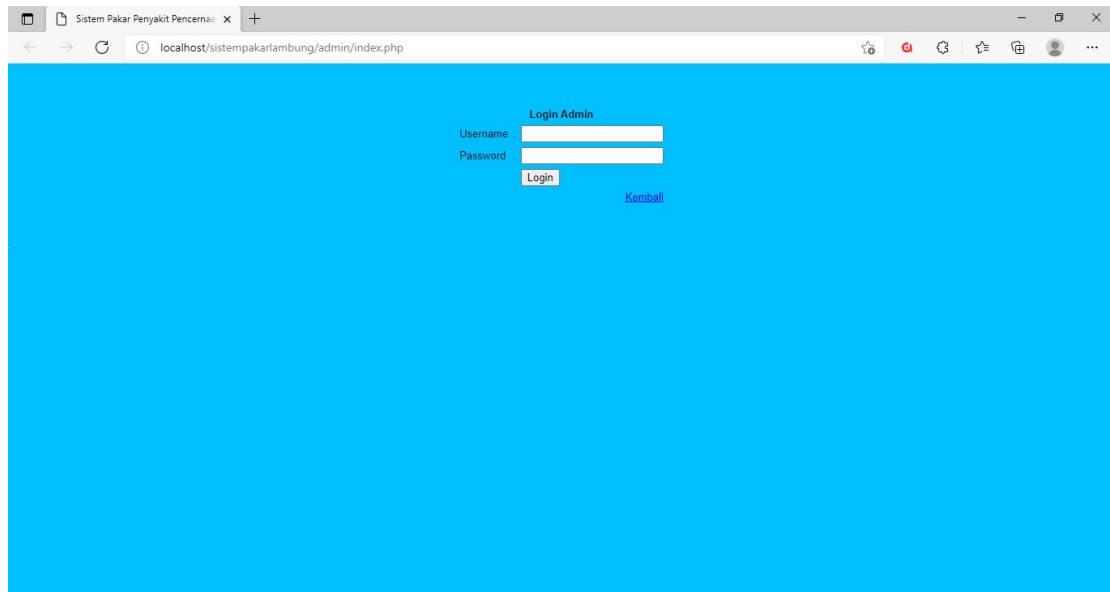 Sistem Pakar Penyakit Pencernaa
localhost/sistempakarlambung/admin/index.php
Login Admin
Username :
Password :
Login
Kembali